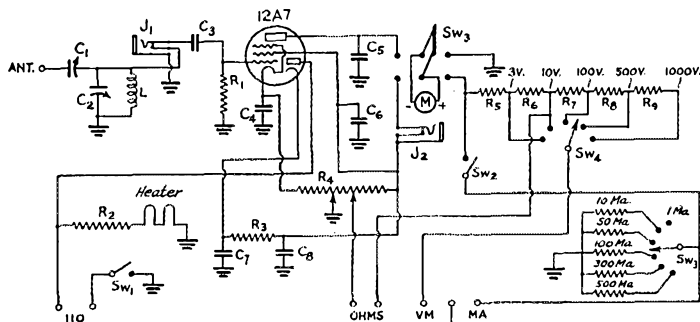 12A7
J1
C3
Sw3
C1
C5
ANT.
3V. 10V. 100V. 500V. 1000V.
- M +
R5 R6 R7 R8 R9
C2
L
R1
C4
C6
J2
Sw2
Sw4
Heater
R4
R2
R3
10 Ma.
50 Ma
100 Ma
300 Ma
500 Ma
1 Ma
Sw3
C7
C8
Sw1
110
OHMS
VM
MA